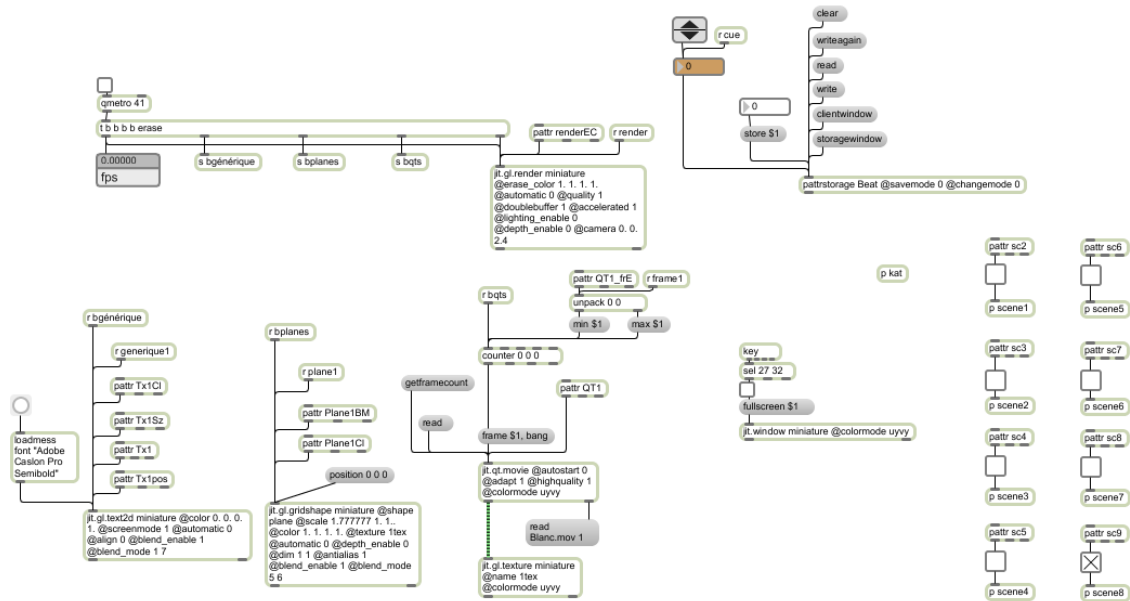 clear
r cue
writeagain
0
read
write
qmetro 41
0
clientwindow
t b b b b erase
pattr renderEC
r render
store $1
storagewindow
0.00000
fps
s bgénérique
s bplanes
s bqts
jit.gl.render miniature
@erase_color 1. 1. 1. 1.
@automatic 0 @quality 1
@doublebuffer 1 @accelerated 1
@lighting_enable 0
@depth_enable 0 @camera 0. 0.
2.4
pattrstorage Beat @savemode 0 @changemode 0
r bgénérique
r generique1
pattr Tx1Cl
pattr Tx1Sz
pattr Tx1
pattr Tx1pos
loadmess
font "Adobe
Caslon Pro
Semibold"
jit.gl.text2d miniature @color 0. 0. 0.
1. @screenmode 1 @automatic 0
@align 0 @blend_enable 1
@blend_mode 1 7
r bplanes
r plane1
pattr Plane1BM
pattr Plane1Cl
position 0 0 0
jit.gl.gridshape miniature @shape
plane @scale 1.777777 1. 1..
@color 1. 1. 1. 1. @texture 1tex
@automatic 0 @depth_enable 0
@dim 1 1 @antialias 1
@blend_enable 1 @blend_mode
5 6
pattr QT1_frE
r frame1
r bqts
unpack 0 0
min $1
max $1
counter 0 0 0
getframecount
pattr QT1
read
frame $1, bang
jit.qt.movie @autostart 0
@adapt 1 @highquality 1
@colormode uyvy
read
Blanc.mov 1
jit.gl.texture miniature
@name 1tex
@colormode uyvy
p kat
key
sel 27 32
fullscreen $1
jit.window miniature @colormode uyvy
pattr sc2
p scene1
pattr sc3
p scene2
pattr sc4
p scene3
pattr sc5
p scene4
pattr sc6
p scene5
pattr sc7
p scene6
pattr sc8
p scene7
pattr sc9
p scene8